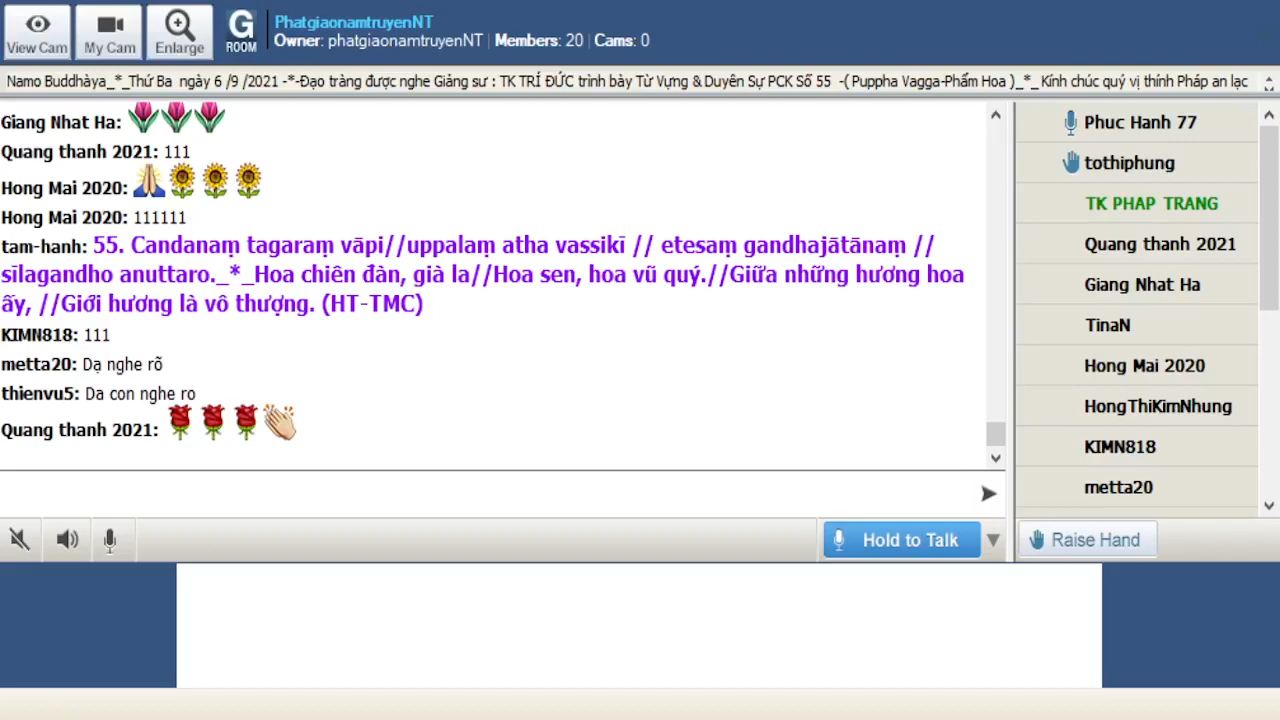 View Cam
My Cam
Enlarge
G
ROOM
PhatgiaonamtruyenNT
Owner: phatgiaonamtruyenNT | Members: 20 | Cams: 0
Namo Buddhàya_*_Thứ Ba ngày 6 /9 /2021 -*-Đạo tràng được nghe Giảng sư : TK TRÍ ĐỨC trình bày Từ Vựng & Duyên Sự PCK Số 55 -( Puppha Vagga-Phẩm Hoa )_*_ Kính chúc quý vị thính Pháp an lạc
Giang Nhat Ha:
Quang thanh 2021: 111
Hong Mai 2020:
Hong Mai 2020: 111111
tam-hanh: 55. Candanaṃ tagaraṃ vāpi//uppalaṃ atha vassikī // etesaṃ gandhajātānaṃ //
sīlagandho anuttaro._*_Hoa chiên đàn, già la//Hoa sen, hoa vũ quý.//Giữa những hương hoa
ấy, //Giới hương là vô thượng. (HT-TMC)
KIMN818: 111
metta20: Dạ nghe rõ
thienvu5: Da con nghe ro
Quang thanh 2021:
Phuc Hanh 77
tothiphung
TK PHAP TRANG
Quang thanh 2021
Giang Nhat Ha
TinaN
Hong Mai 2020
HongThiKimNhung
KIMN818
metta20
Hold to Talk
Raise Hand